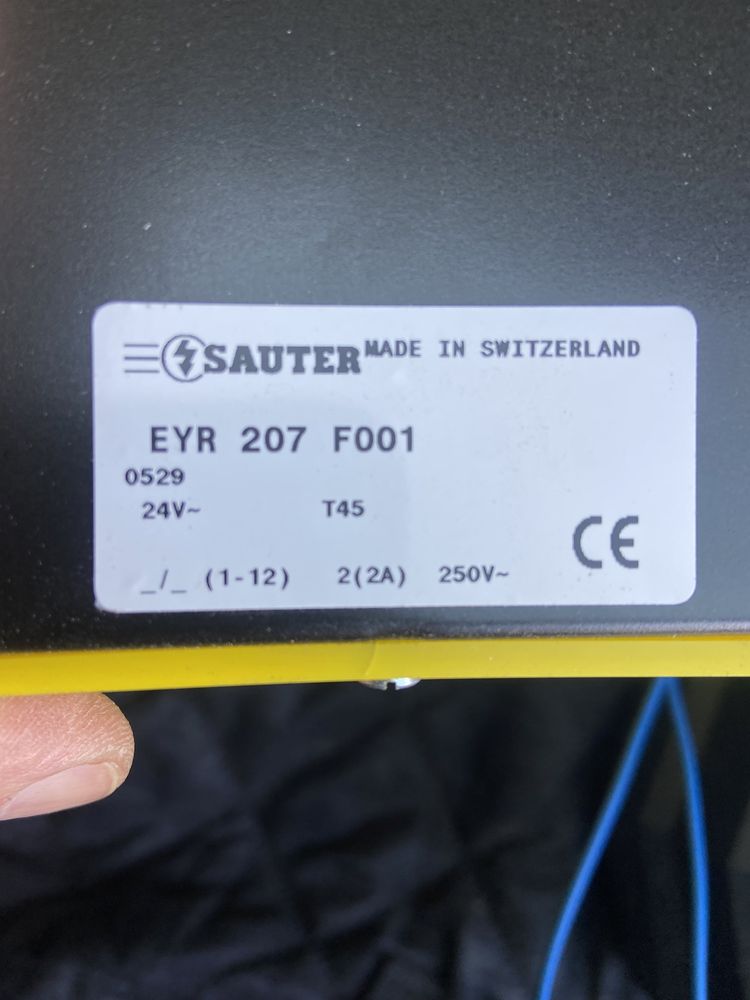 SAUTER MADE IN SWITZERLAND
EYR 207 F001
0529
24V~ T45
_/_ (1-12) 2(2A) 250V~
CE